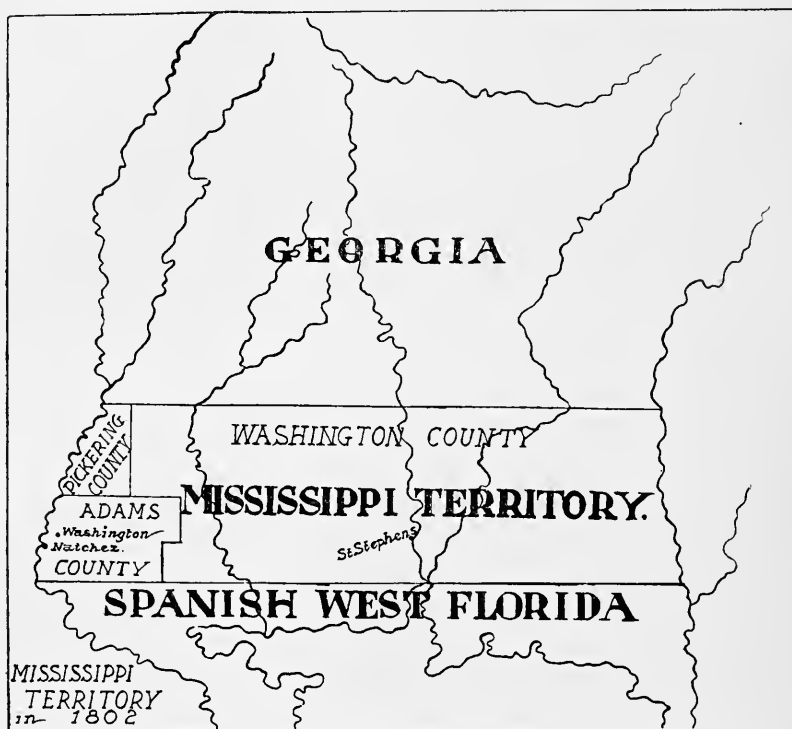 GEORGIA
WASHINGTON COUNTY
PICKERING
COUNTY
MISSISSIPPI TERRITORY.
ADAMS
Washington
Natchez.
COUNTY
St Stephens
SPANISH WEST FLORIDA
MISSISSIPPI
TERRITORY
in 1802